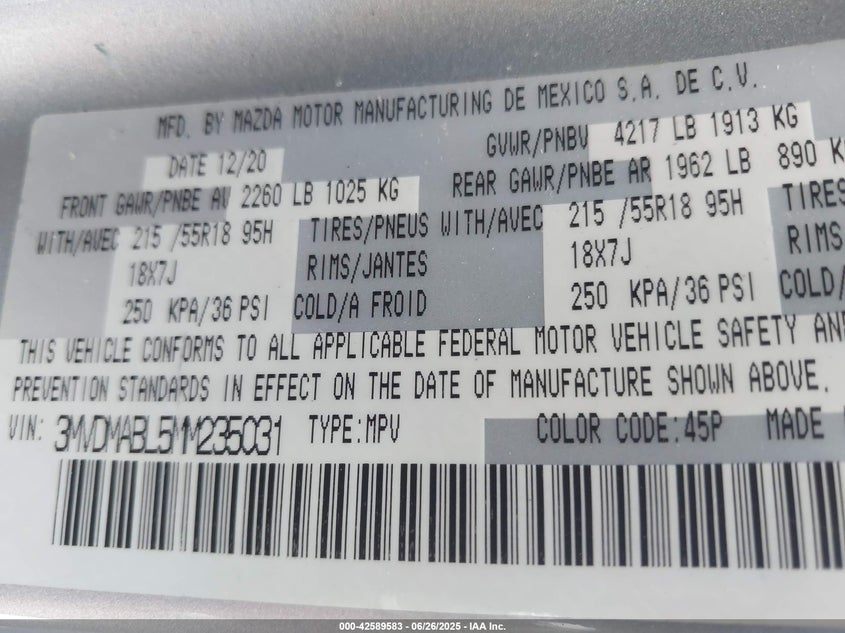 MFD. BY MAZDA MOTOR MANUFACTURING DE MEXICO S.A. DE C.V.
DATE 12/20 GVWR/PNBV 4217 LB 1913 KG
FRONT GAWR/PNBE AV 2260 LB 1025 KG REAR GAWR/PNBE AR 1962 LB 890 K
WITH/AVEC 215 /55R18 95H TIRES/PNEUS WITH/AVEC 215 /55R18 95H TIRES
18X7J RIMS/JANTES 18X7J RIMS
250 KPA/36 PSI COLD/A FROID 250 KPA/36 PSI COLD/
THIS VEHICLE CONFORMS TO ALL APPLICABLE FEDERAL MOTOR VEHICLE SAFETY AND
PREVENTION STANDARDS IN EFFECT ON THE DATE OF MANUFACTURE SHOWN ABOVE.
VIN: 3MVDMABL5MM235031 TYPE:MPV COLOR CODE:45P MADE
000-42589583 - 06/26/2025 - IAA Inc.